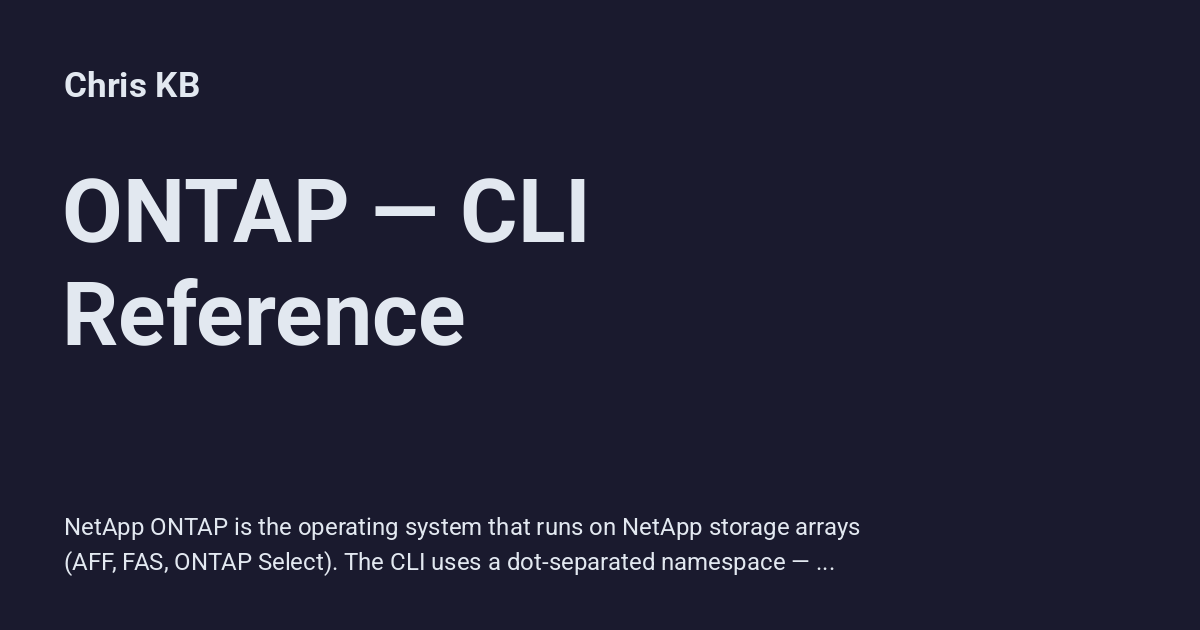 Chris KB
ONTAP — CLI
Reference
NetApp ONTAP is the operating system that runs on NetApp storage arrays
(AFF, FAS, ONTAP Select). The CLI uses a dot-separated namespace — ...